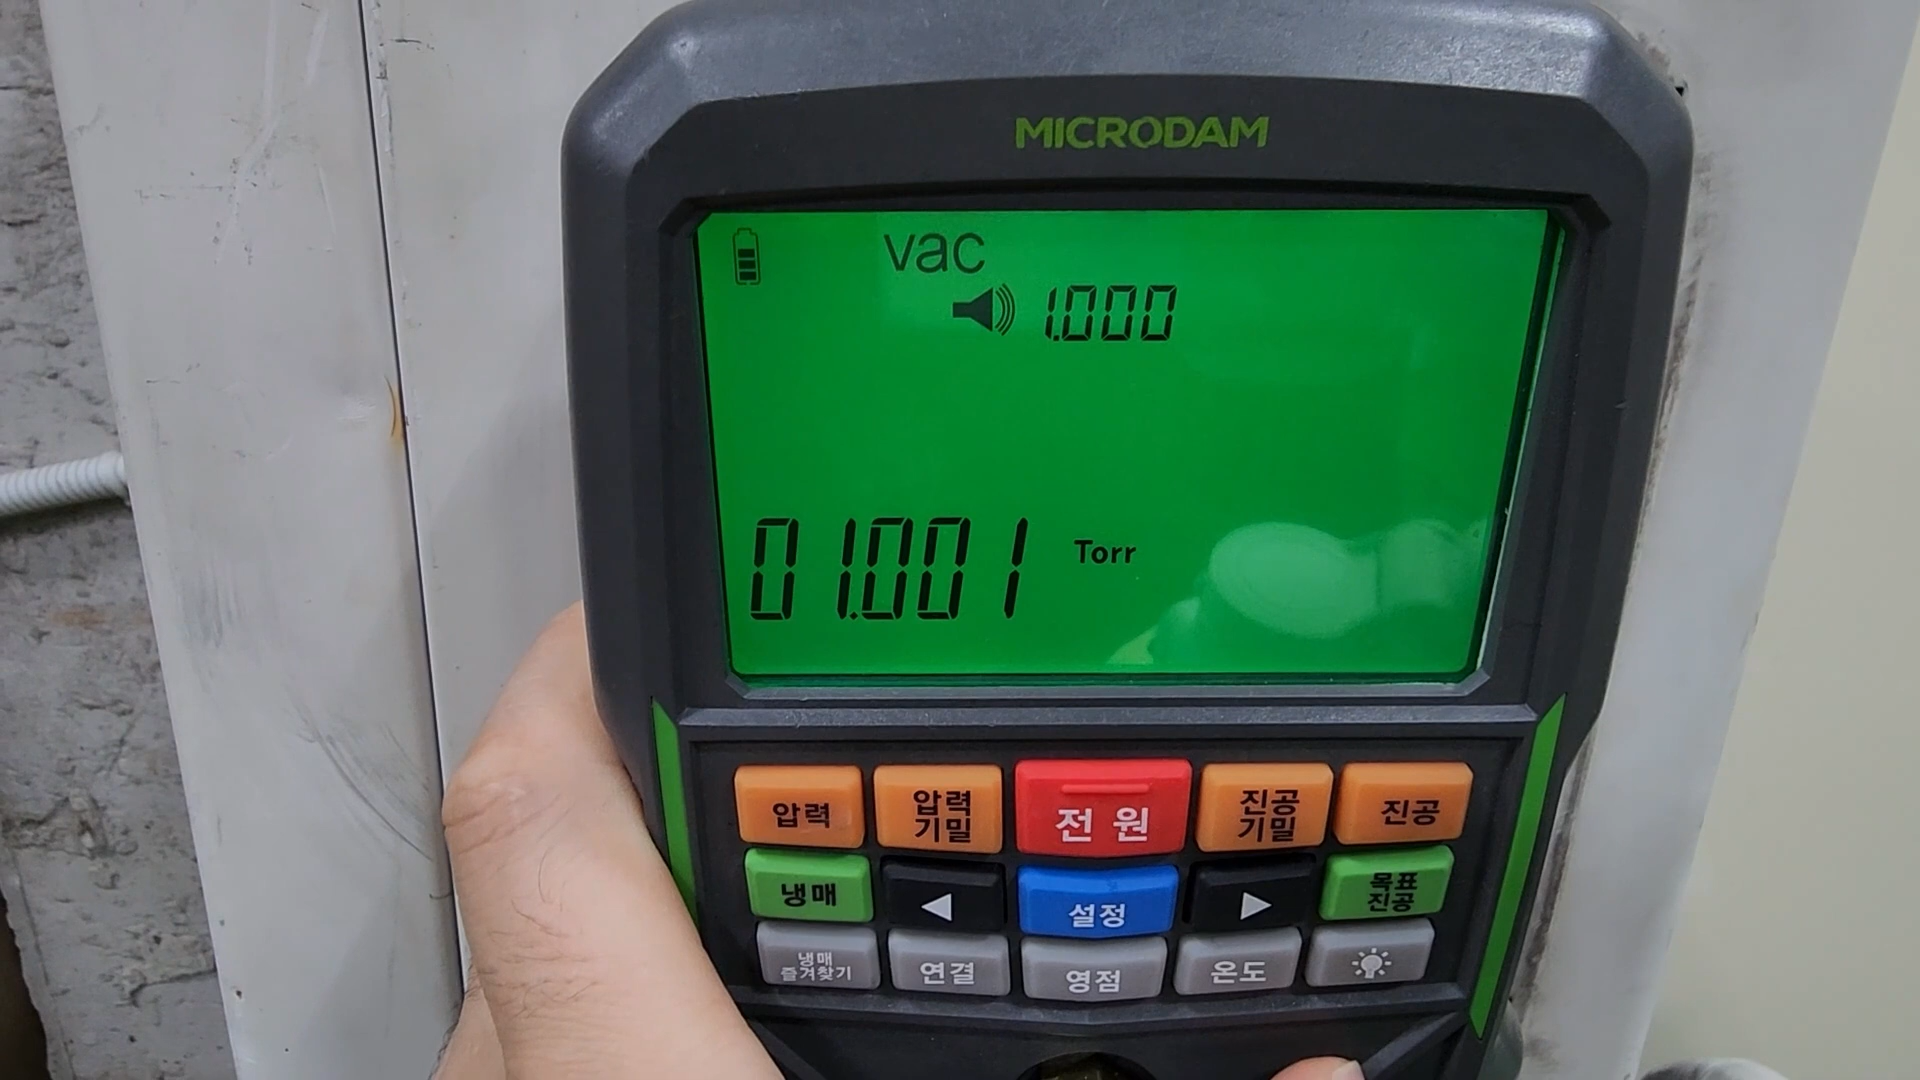 MICRODAM
vac
1.000
01.001 Torr
압력
압력
기밀
전 원
진공
기밀
진공
냉매
설정
목표
진공
냉매
즐겨찾기
연결
영점
온도